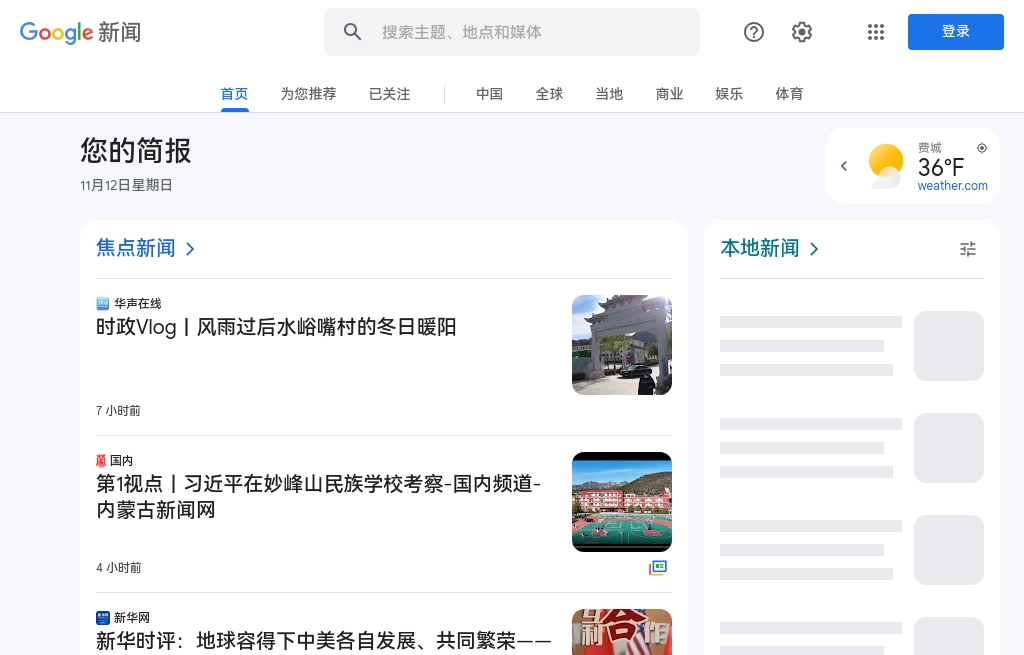 Google 新闻
搜索主题、地点和媒体
登录
首页 为您推荐 已关注 中国 全球 当地 商业 娱乐 体育
您的简报
11月12日星期日
费城
36°F
weather.com
焦点新闻
华声在线
时政Vlog丨风雨过后水峪嘴村的冬日暖阳
7 小时前
国内
第1视点丨习近平在妙峰山民族学校考察-国内频道-
内蒙古新闻网
4 小时前
新华网
新华时评：地球容得下中美各自发展、共同繁荣——
合作
本地新闻